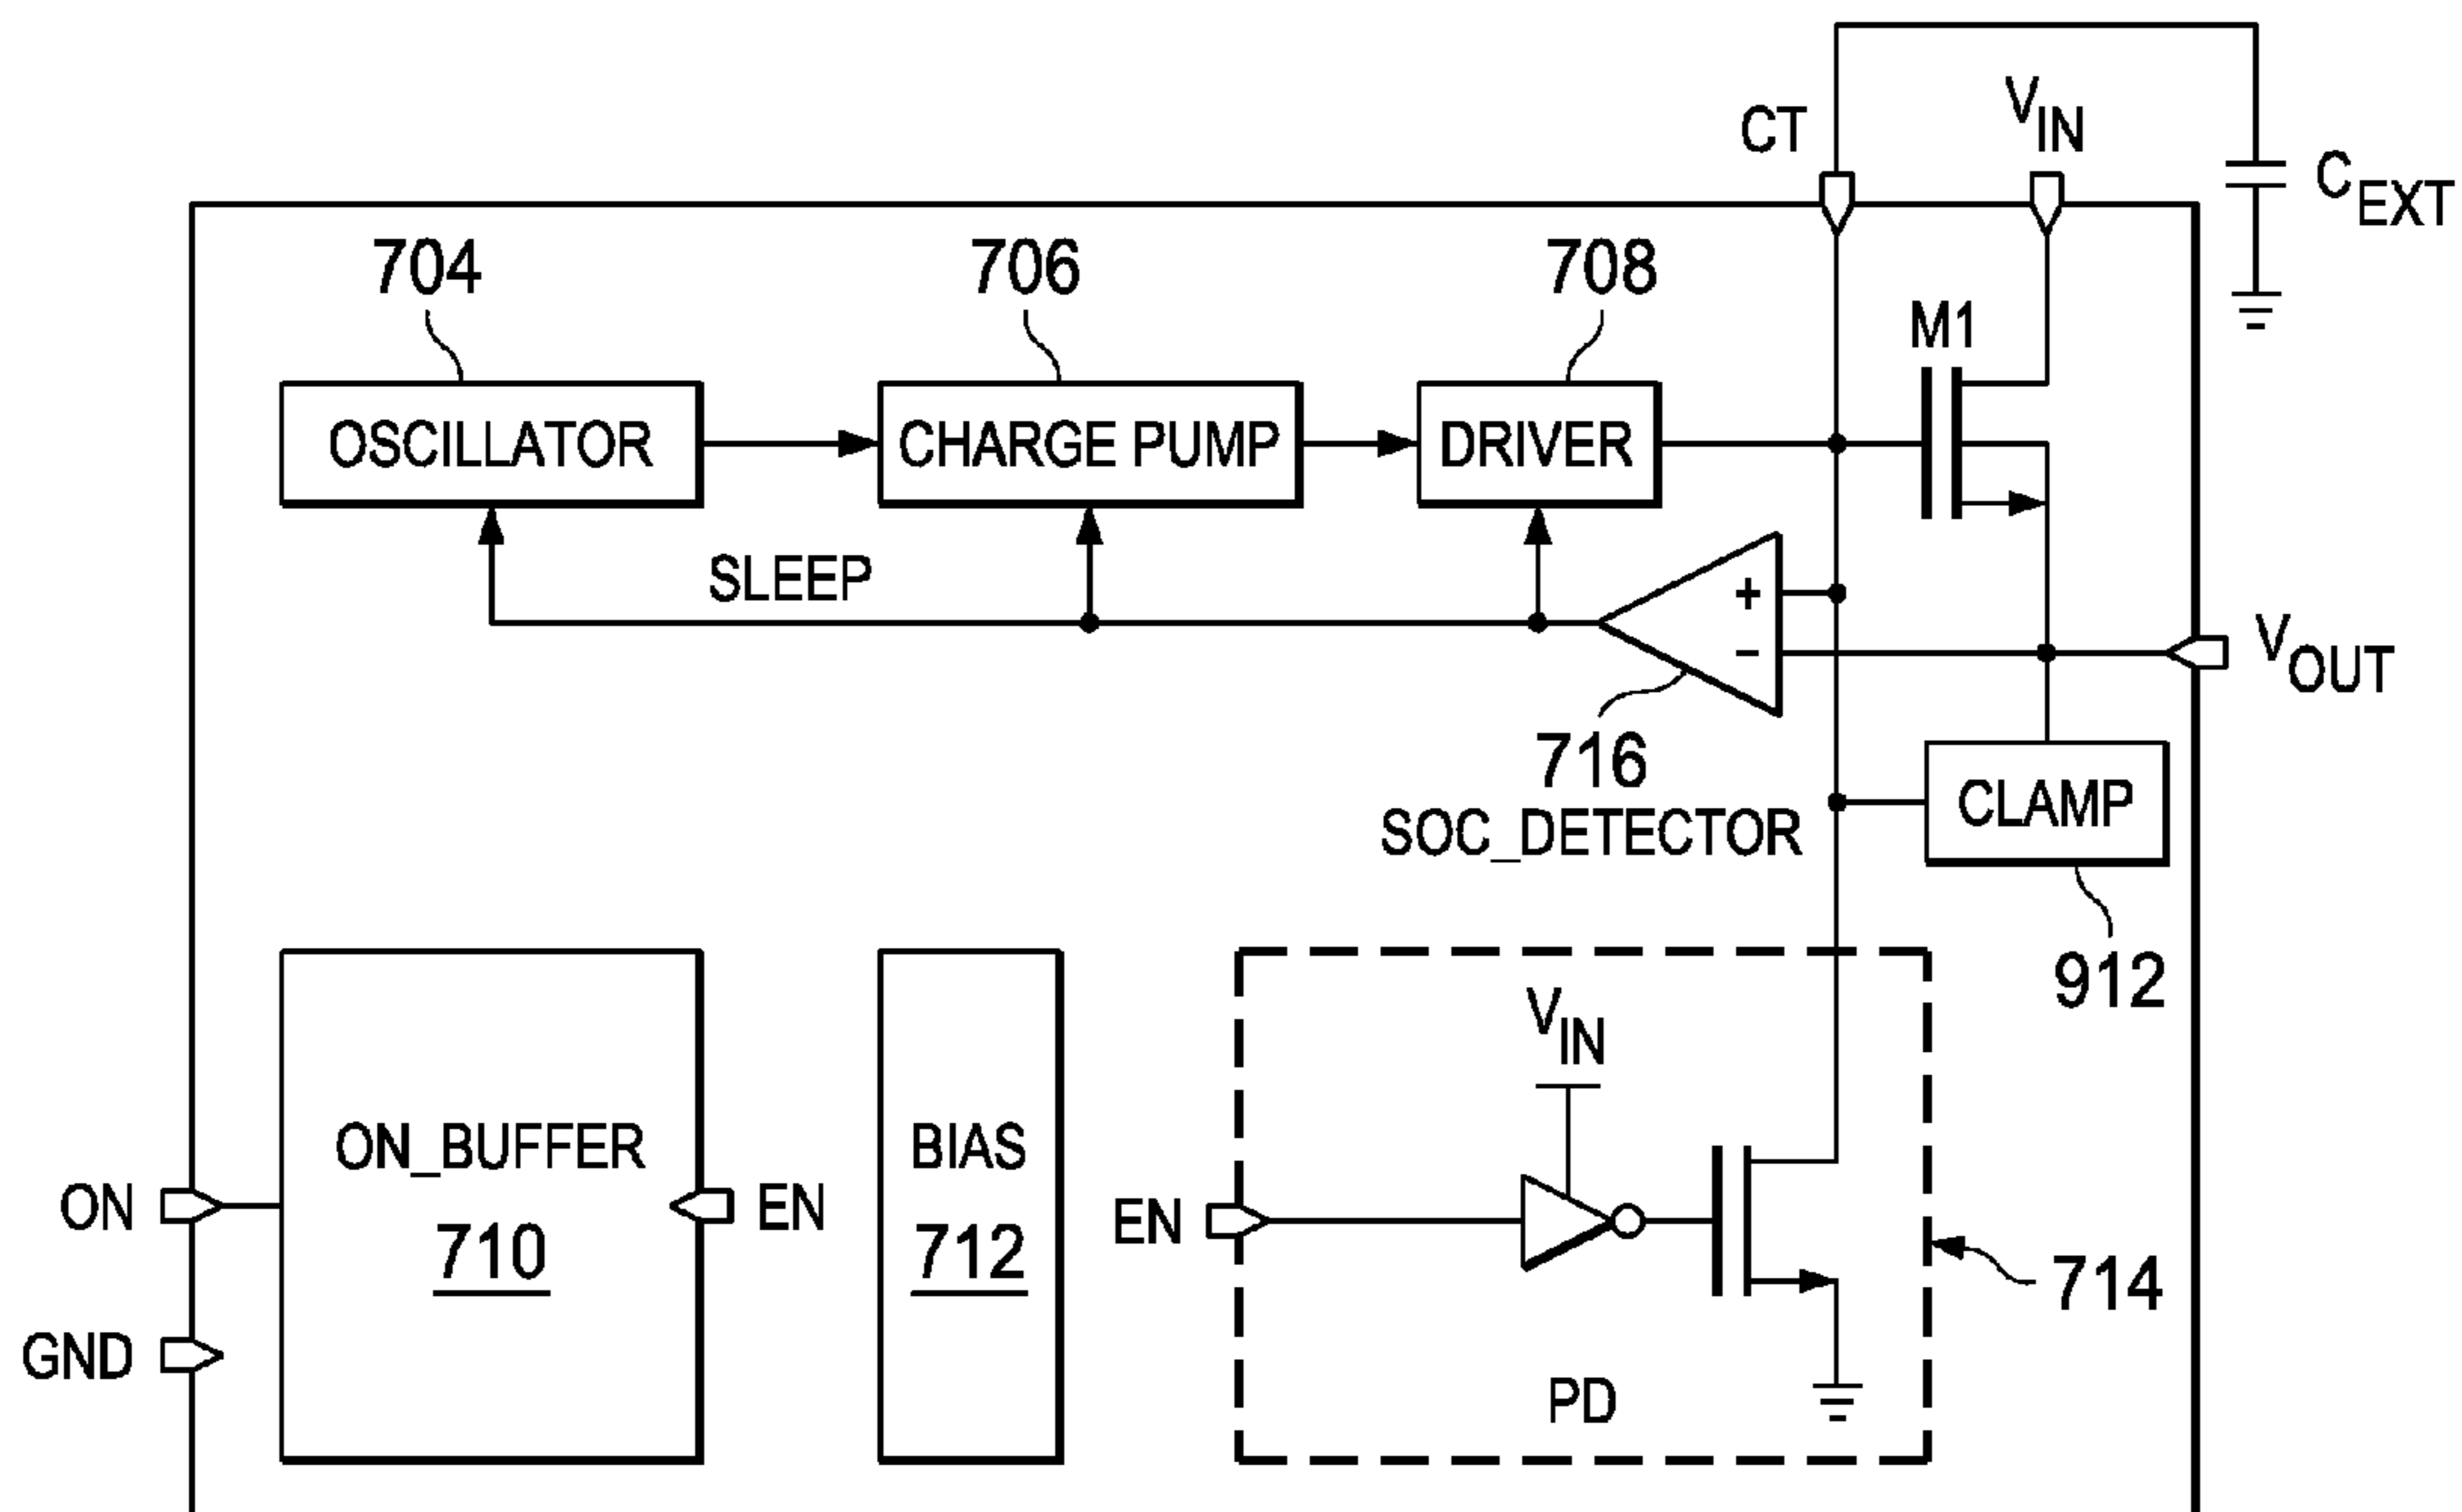 CT
VIN
CEXT
704
706
708
M1
OSCILLATOR
CHARGE PUMP
DRIVER
SLEEP
+
−
VOUT
716
SOC_DETECTOR
CLAMP
912
VIN
ON_BUFFER
710
BIAS
712
ON
EN
EN
714
GND
PD